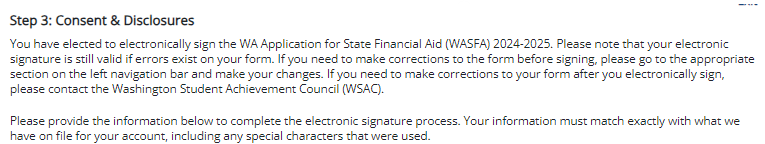 Step 3: Consent & Disclosures
You have elected to electronically sign the WA Application for State Financial Aid (WASFA) 2024-2025. Please note that your electronic
signature is still valid if errors exist on your form. If you need to make corrections to the form before signing, please go to the appropriate
section on the left navigation bar and make your changes. If you need to make corrections to your form after you electronically sign,
please contact the Washington Student Achievement Council (WSAC).
Please provide the information below to complete the electronic signature process. Your information must match exactly with what we
have on file for your account, including any special characters that were used.